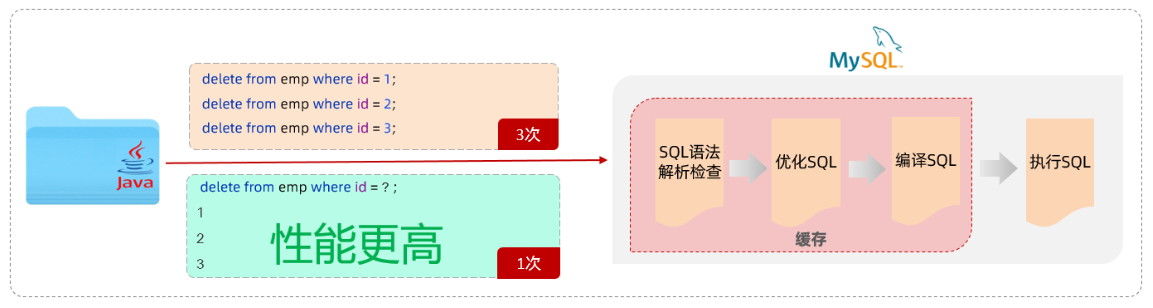 Java
delete from emp where id = 1;
delete from emp where id = 2;
delete from emp where id = 3;
3次
delete from emp where id = ? ;
1
2
3
性能更高
1次
MySQL™
SQL语法
解析检查
优化SQL
编译SQL
缓存
执行SQL